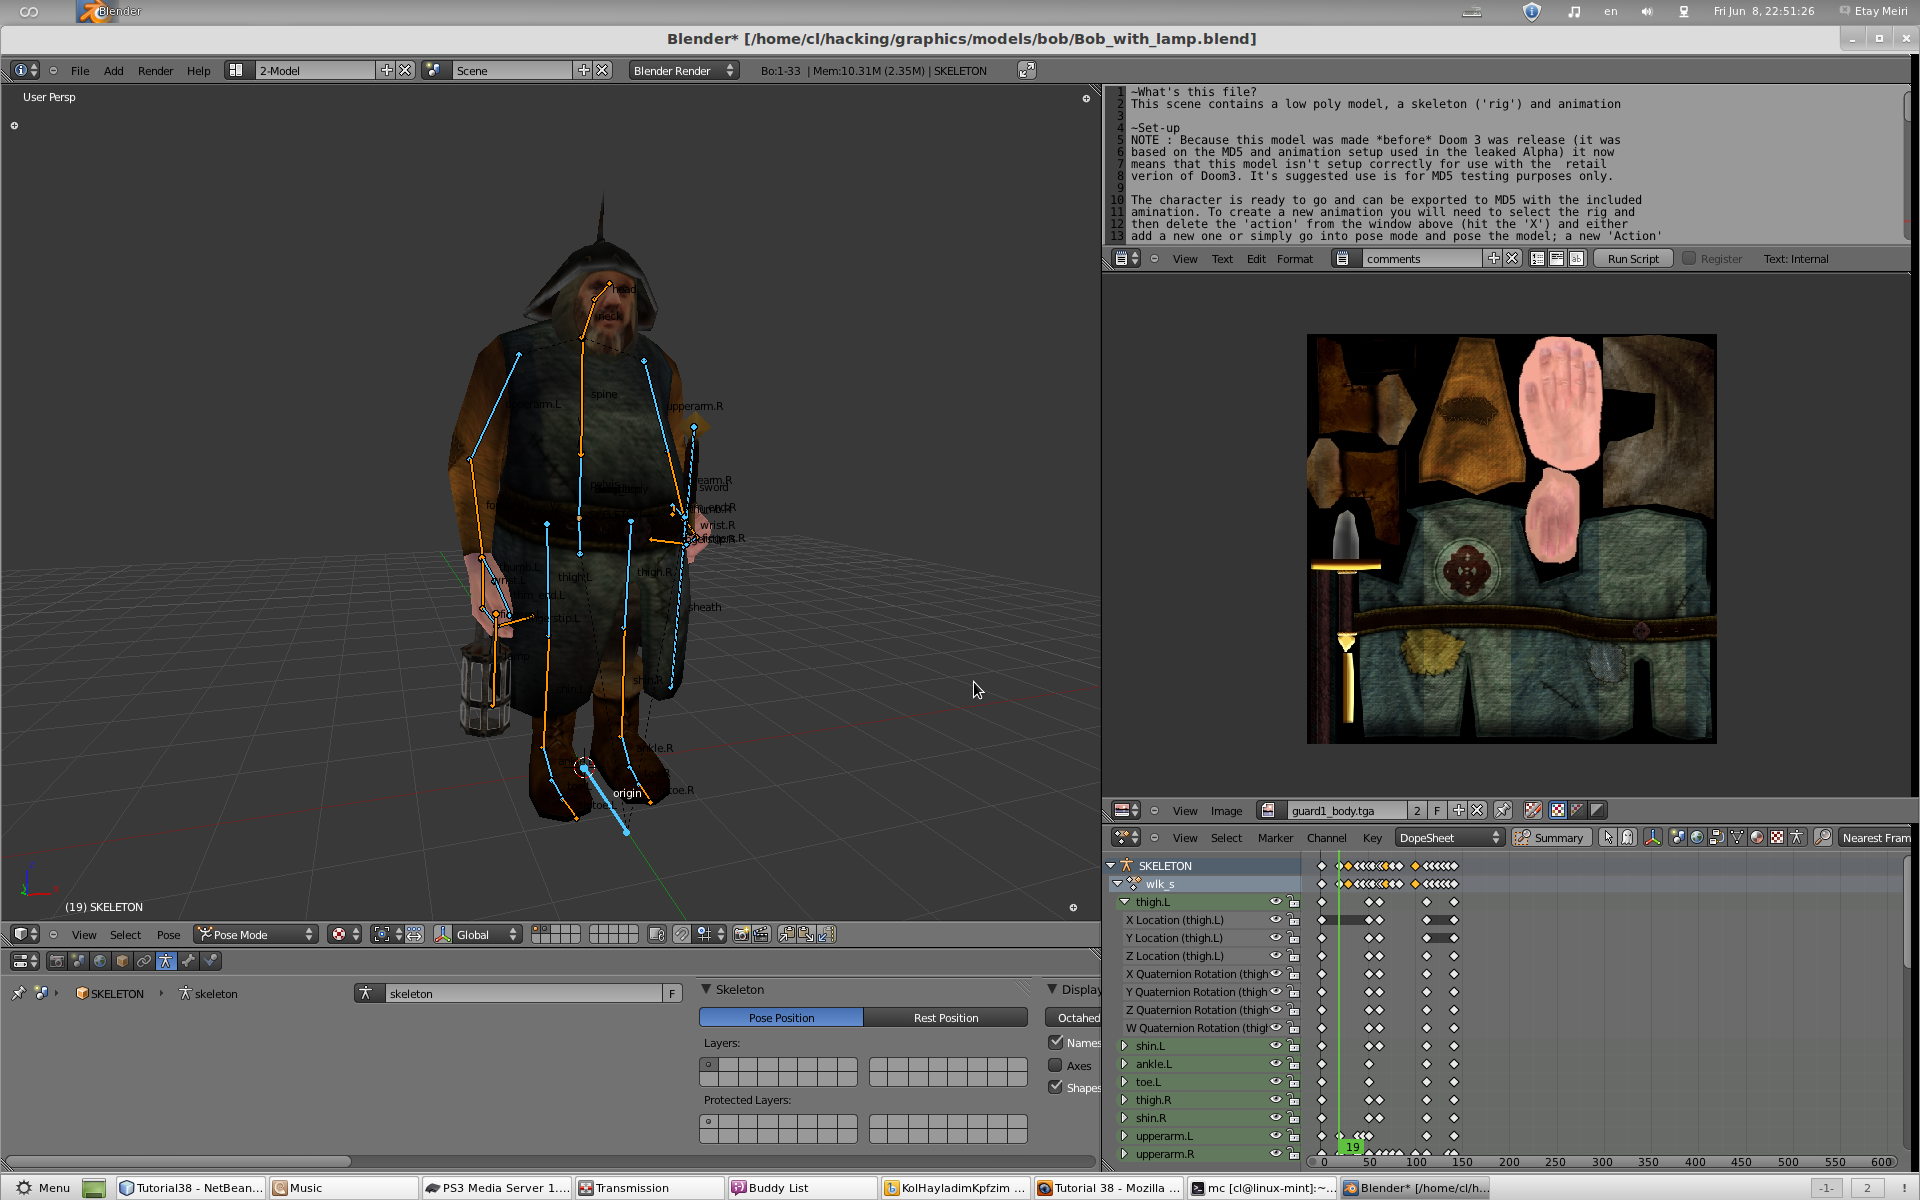 Blender
en
Fri Jun 8, 22:51:26
Etay Meiri
Blender* [/home/cl/hacking/graphics/models/bob/Bob_with_lamp.blend]
File Add Render Help
2-Model
Scene
Blender Render
Bo:1-33 | Mem:10.31M (2.35M) | SKELETON
User Persp
1 ~What's this file?
2 This scene contains a low poly model, a skeleton ('rig') and animation
3
4 ~Set-up
5 NOTE : Because this model was made *before* Doom 3 was release (it was
6 based on the MD5 and animation setup used in the leaked Alpha) it now
7 means that this model isn't setup correctly for use with the  retail
8 verion of Doom3. It's suggested use is for MD5 testing purposes only.
9
10 The character is ready to go and can be exported to MD5 with the included
11 amination. To create a new animation you will need to select the rig and
12 then delete the 'action' from the window above (hit the 'X') and either
13 add a new one or simply go into pose mode and pose the model; a new 'Action'
View Text Edit Format
comments
Run Script
Register
Text: Internal
head
neck
spine
upperarm.L
upperarm.R
sword
wrist.R
thigh.L
thigh.R
sheath
shin.R
ankle.R
toe.R
origin
(19) SKELETON
View Select Pose
Pose Mode
Global
View Image
guard1_body.tga
2 F
View Select Marker Channel Key
DopeSheet
Summary
Nearest Fram
SKELETON
wlk_s
thigh.L
X Location (thigh.L)
Y Location (thigh.L)
Z Location (thigh.L)
X Quaternion Rotation (thigh
Y Quaternion Rotation (thigh
Z Quaternion Rotation (thigh
W Quaternion Rotation (thigh
shin.L
ankle.L
toe.L
thigh.R
shin.R
upperarm.L
upperarm.R
19
0 50 100 150 200 250 300 350 400 450 500 550 600
SKELETON
skeleton
skeleton
F
Skeleton
Pose Position
Rest Position
Layers:
Protected Layers:
Display
Octahed
Names
Axes
Shapes
Menu
Tutorial38 - NetBean...
Music
PS3 Media Server 1....
Transmission
Buddy List
KolHayladimKpfzim ...
Tutorial 38 - Mozilla ...
mc [cl@linux-mint]:~...
Blender* [/home/cl/h...
-1-
2
!